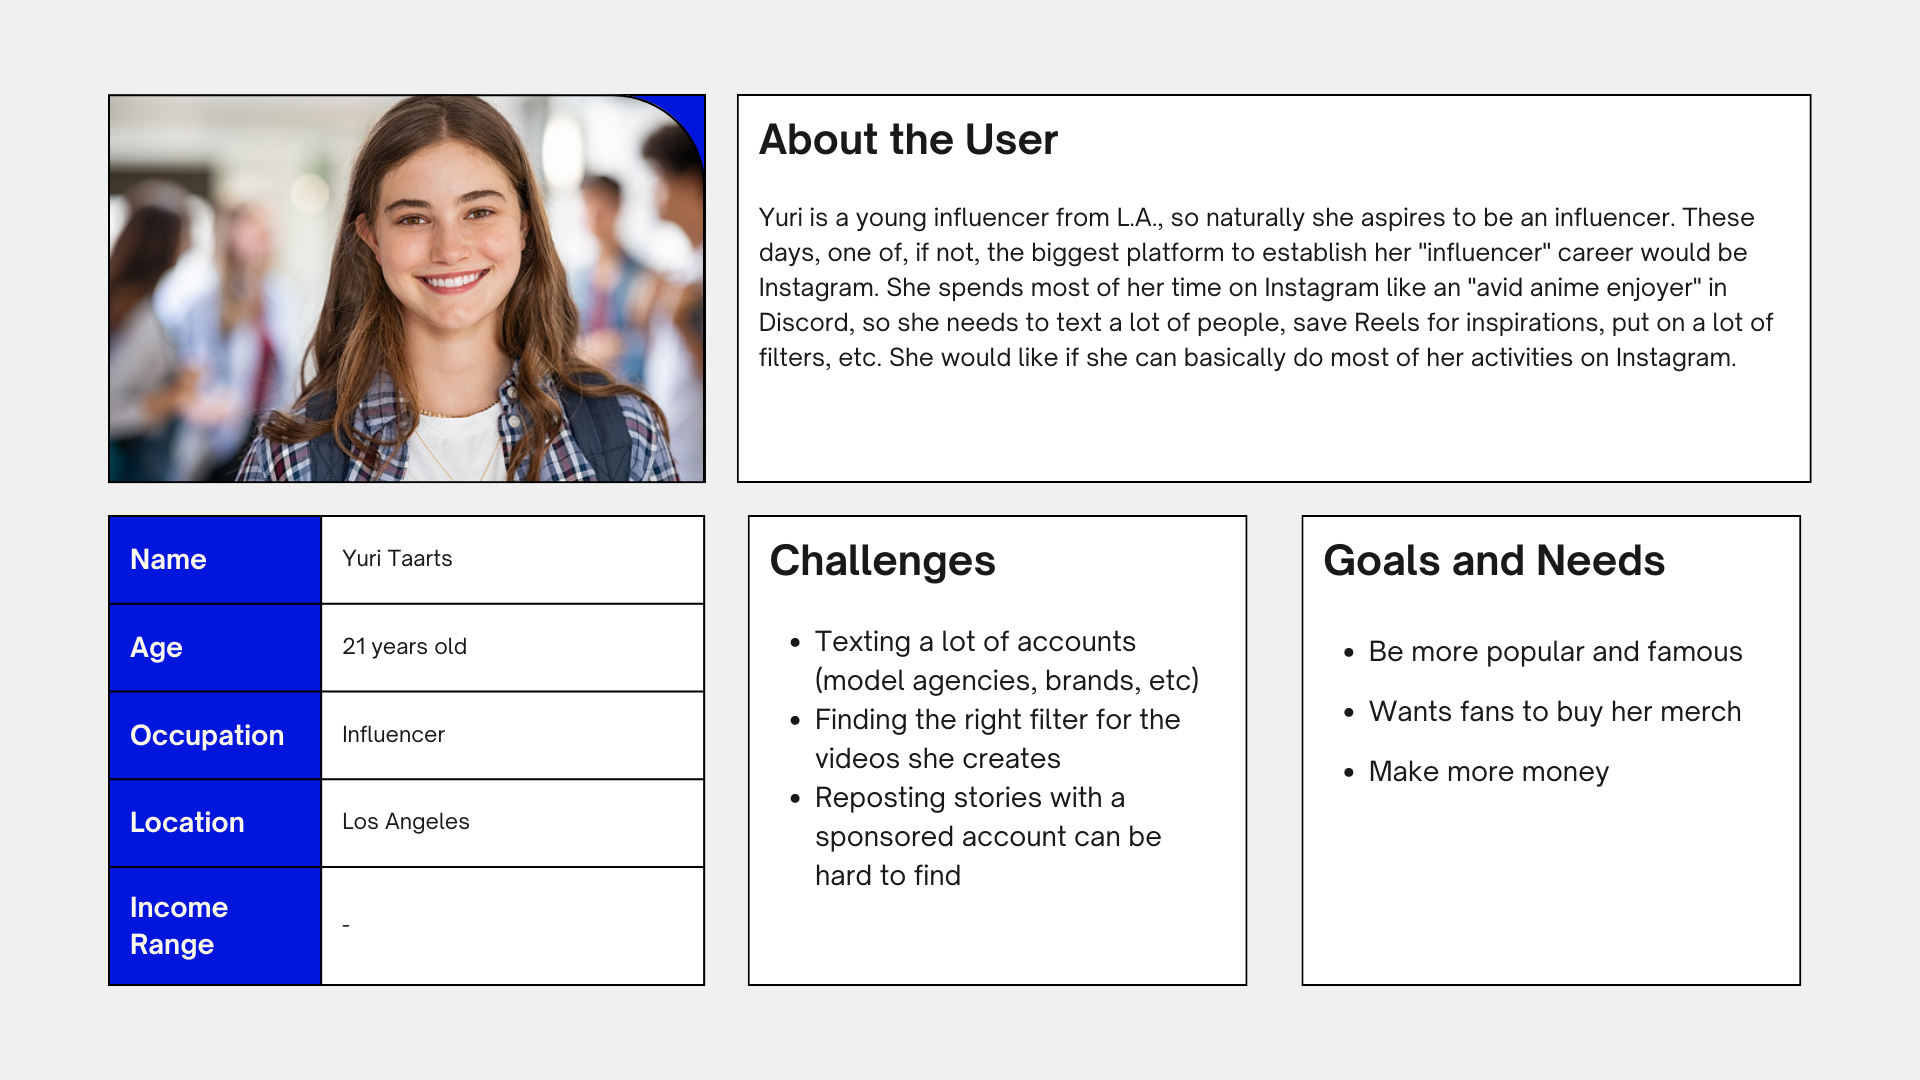 About the User
Yuri is a young influencer from L.A., so naturally she aspires to be an influencer. These
days, one of, if not, the biggest platform to establish her "influencer" career would be
Instagram. She spends most of her time on Instagram like an "avid anime enjoyer" in
Discord, so she needs to text a lot of people, save Reels for inspirations, put on a lot of
filters, etc. She would like if she can basically do most of her activities on Instagram.
Name
Yuri Taarts
Age
21 years old
Occupation
Influencer
Location
Los Angeles
Income
Range
-
Challenges
• Texting a lot of accounts
(model agencies, brands, etc)
• Finding the right filter for the
videos she creates
• Reposting stories with a
sponsored account can be
hard to find
Goals and Needs
• Be more popular and famous
• Wants fans to buy her merch
• Make more money